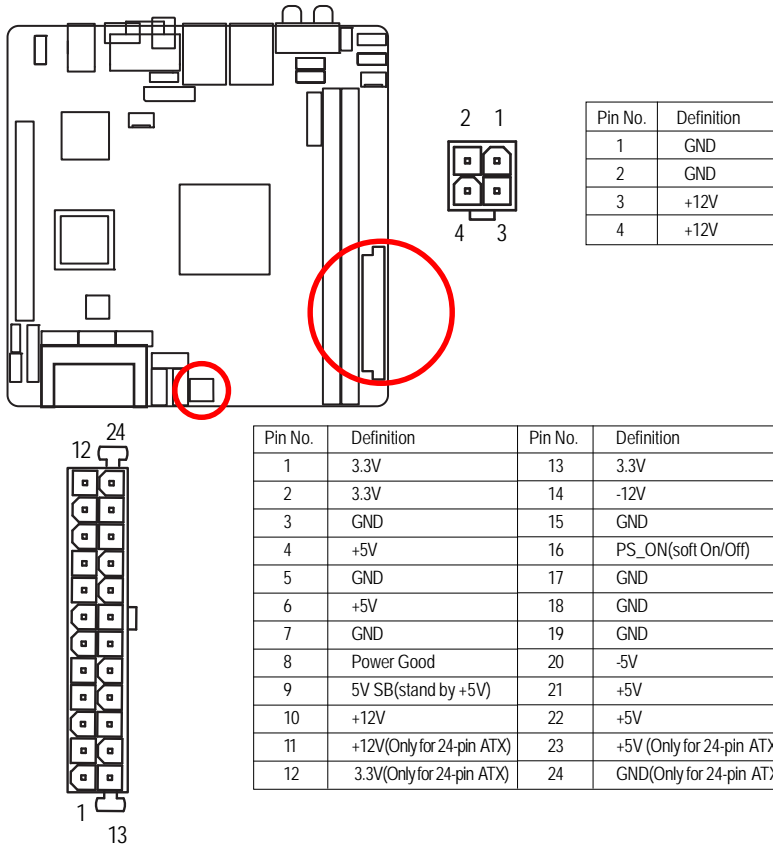 2 1
4 3
Pin No. Definition
1 GND
2 GND
3 +12V
4 +12V
12 24
1 13
Pin No. Definition Pin No. Definition
1 3.3V 13 3.3V
2 3.3V 14 -12V
3 GND 15 GND
4 +5V 16 PS_ON(soft On/Off)
5 GND 17 GND
6 +5V 18 GND
7 GND 19 GND
8 Power Good 20 -5V
9 5V SB(stand by +5V) 21 +5V
10 +12V 22 +5V
11 +12V(Only for 24-pin ATX) 23 +5V (Only for 24-pin ATX
12 3.3V(Only for 24-pin ATX) 24 GND(Only for 24-pin ATX